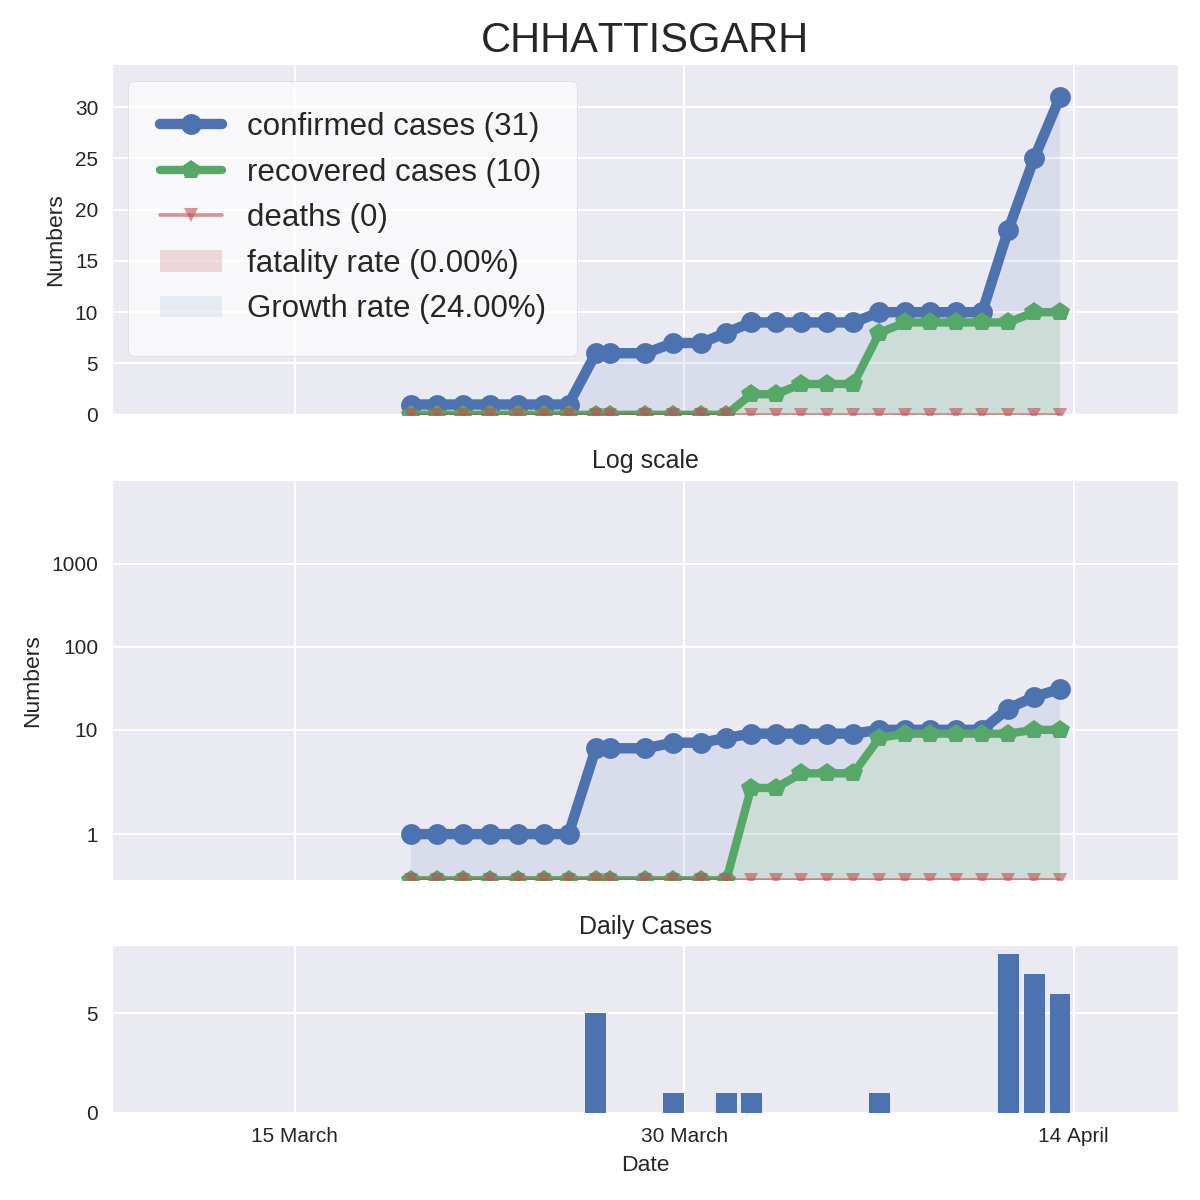 CHHATTISGARH
30
25
20
15
10
5
0
Numbers
confirmed cases (31)
recovered cases (10)
deaths (0)
fatality rate (0.00%)
Growth rate (24.00%)
Log scale
1000
100
10
1
Numbers
Daily Cases
5
0
15 March 30 March 14 April
Date